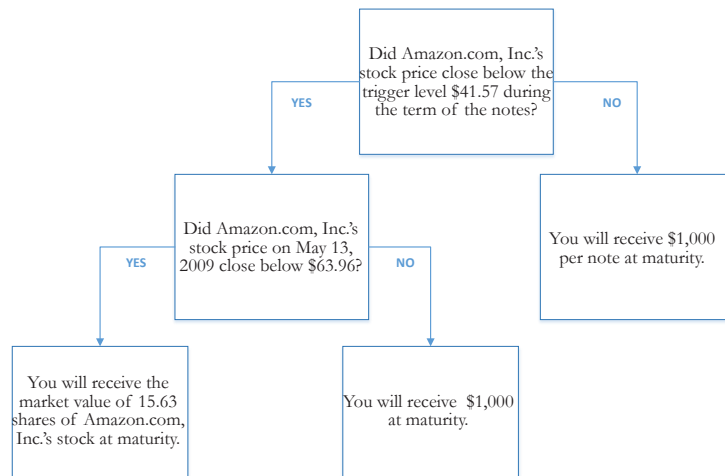 Did Amazon.com, Inc.'s
stock price close below the
trigger level $41.57 during
the term of the notes?
YES
NO
Did Amazon.com, Inc.'s
stock price on May 13,
2009 close below $63.96?
You will receive $1,000
per note at maturity.
YES
NO
You will receive the
market value of 15.63
shares of Amazon.com,
Inc.'s stock at maturity.
You will receive $1,000
at maturity.